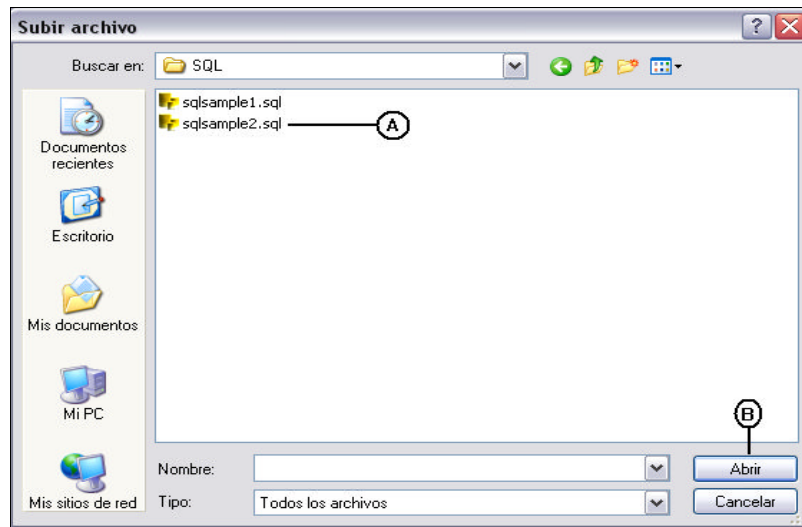 Subir archivo
Buscar en:
SQL
sqlsample1.sql
sqlsample2.sql
A
Documentos
recientes
Escritorio
Mis documentos
Mi PC
Mis sitios de red
B
Nombre:
Abrir
Tipo:
Todos los archivos
Cancelar